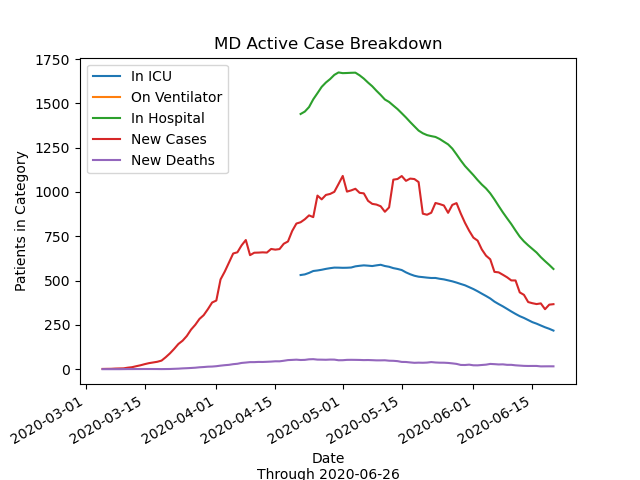 MD Active Case Breakdown
1750
1500
1250
1000
750
500
250
0
Patients in Category
In ICU
On Ventilator
In Hospital
New Cases
New Deaths
2020-03-01
2020-03-15
2020-04-01
2020-04-15
2020-05-01
2020-05-15
2020-06-01
2020-06-15
Date
Through 2020-06-26